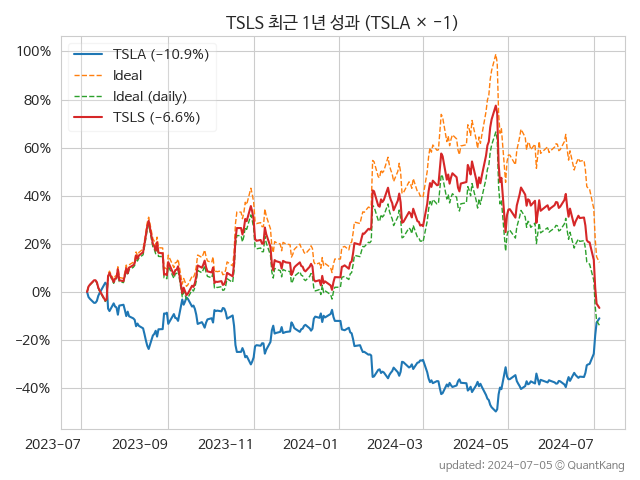 TSLS 최근 1년 성과 (TSLA × −1)
TSLA (−10.9%)
Ideal
Ideal (daily)
TSLS (−6.6%)
100%
80%
60%
40%
20%
0%
−20%
−40%
2023-07
2023-09
2023-11
2024-01
2024-03
2024-05
2024-07
updated: 2024-07-05 © QuantKang